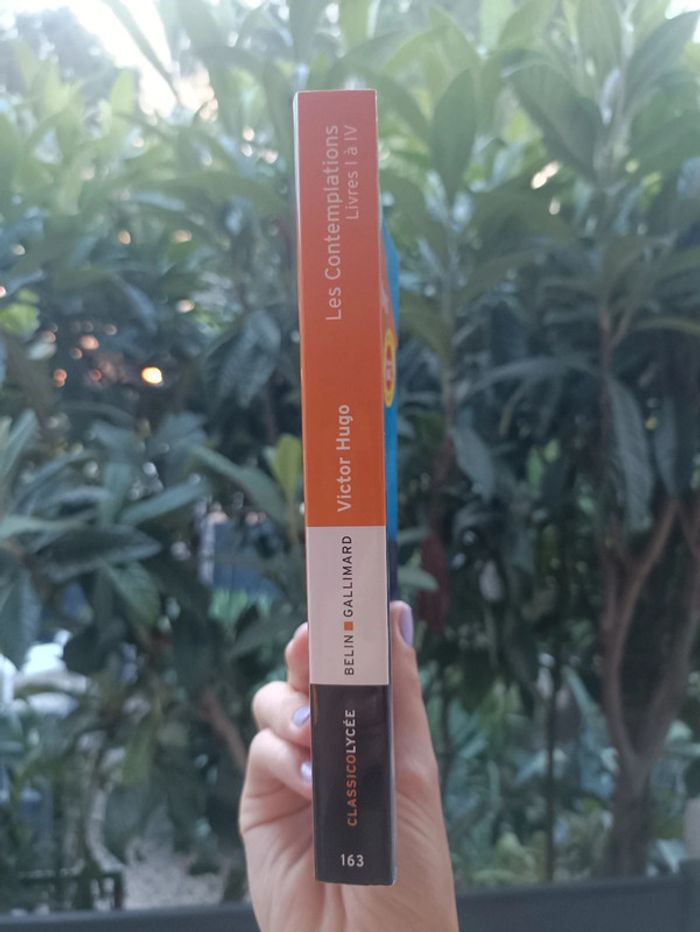 Les Contemplations
Livres I à IV
Victor Hugo
BELIN GALLIMARD
CLASSICOLYCÉE
163